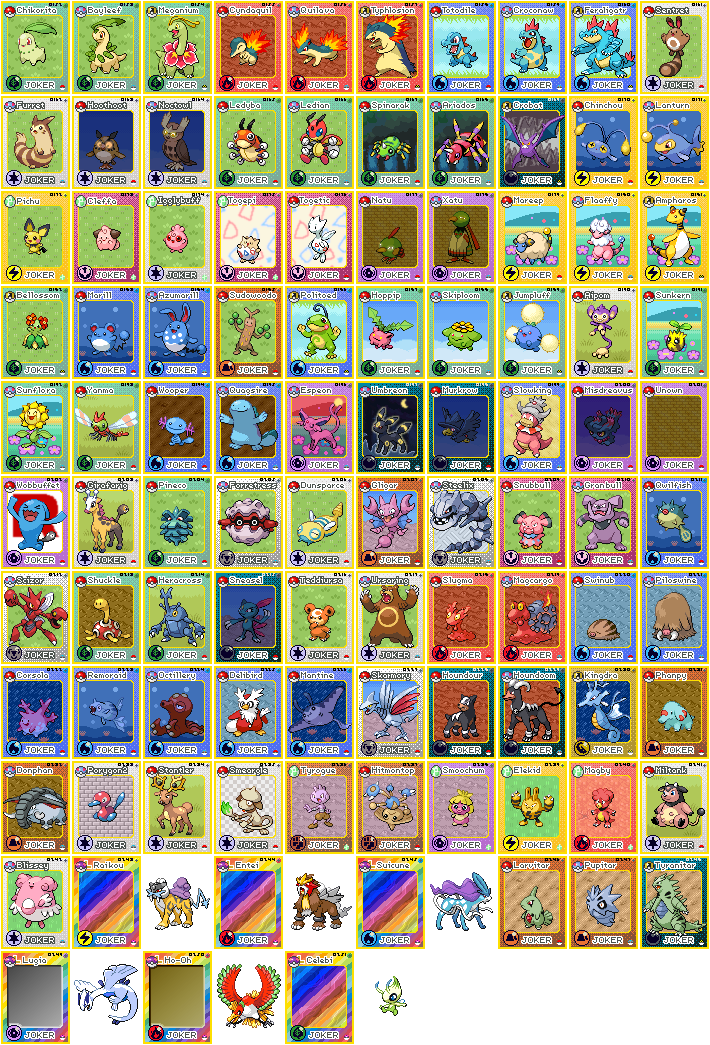 Chikorita Bayleef Meganium Cyndaquil Quilava Typhlosion Totodile Croconaw Feraligatr Sentret
JOKER JOKER JOKER JOKER JOKER JOKER JOKER JOKER JOKER JOKER
Furret Hoothoot Noctowl Ledyba Ledian Spinarak Ariados Crobat Chinchou Lanturn
JOKER JOKER JOKER JOKER JOKER JOKER JOKER JOKER JOKER JOKER
Pichu Cleffa Igglybuff Togepi Togetic Natu Xatu Mareep Flaaffy Ampharos
JOKER JOKER JOKER JOKER JOKER JOKER JOKER JOKER JOKER JOKER
Bellossom Marill Azumarill Sudowoodo Politoed Hoppip Skiploom Jumpluff Aipom Sunkern
JOKER JOKER JOKER JOKER JOKER JOKER JOKER JOKER JOKER JOKER
Sunflora Yanma Wooper Quagsire Espeon Umbreon Murkrow Slowking Misdreavus Unown
JOKER JOKER JOKER JOKER JOKER JOKER JOKER JOKER JOKER JOKER
Wobbuffet Girafarig Pineco Forretress Dunsparce Gligar Steelix Snubbull Granbull Qwilfish
JOKER JOKER JOKER JOKER JOKER JOKER JOKER JOKER JOKER JOKER
Scizor Shuckle Heracross Sneasel Teddiursa Ursaring Slugma Magcargo Swinub Piloswine
JOKER JOKER JOKER JOKER JOKER JOKER JOKER JOKER JOKER JOKER
Corsola Remoraid Octillery Delibird Mantine Skarmory Houndour Houndoom Kingdra Phanpy
JOKER JOKER JOKER JOKER JOKER JOKER JOKER JOKER JOKER JOKER
Donphan Porygon2 Stantler Smeargle Tyrogue Hitmontop Smoochum Elekid Magby Miltank
JOKER JOKER JOKER JOKER JOKER JOKER JOKER JOKER JOKER JOKER
Blissey Raikou Entei Suicune Larvitar Pupitar Tyranitar
JOKER JOKER JOKER JOKER JOKER JOKER JOKER
Lugia Ho-Oh Celebi
JOKER JOKER JOKER